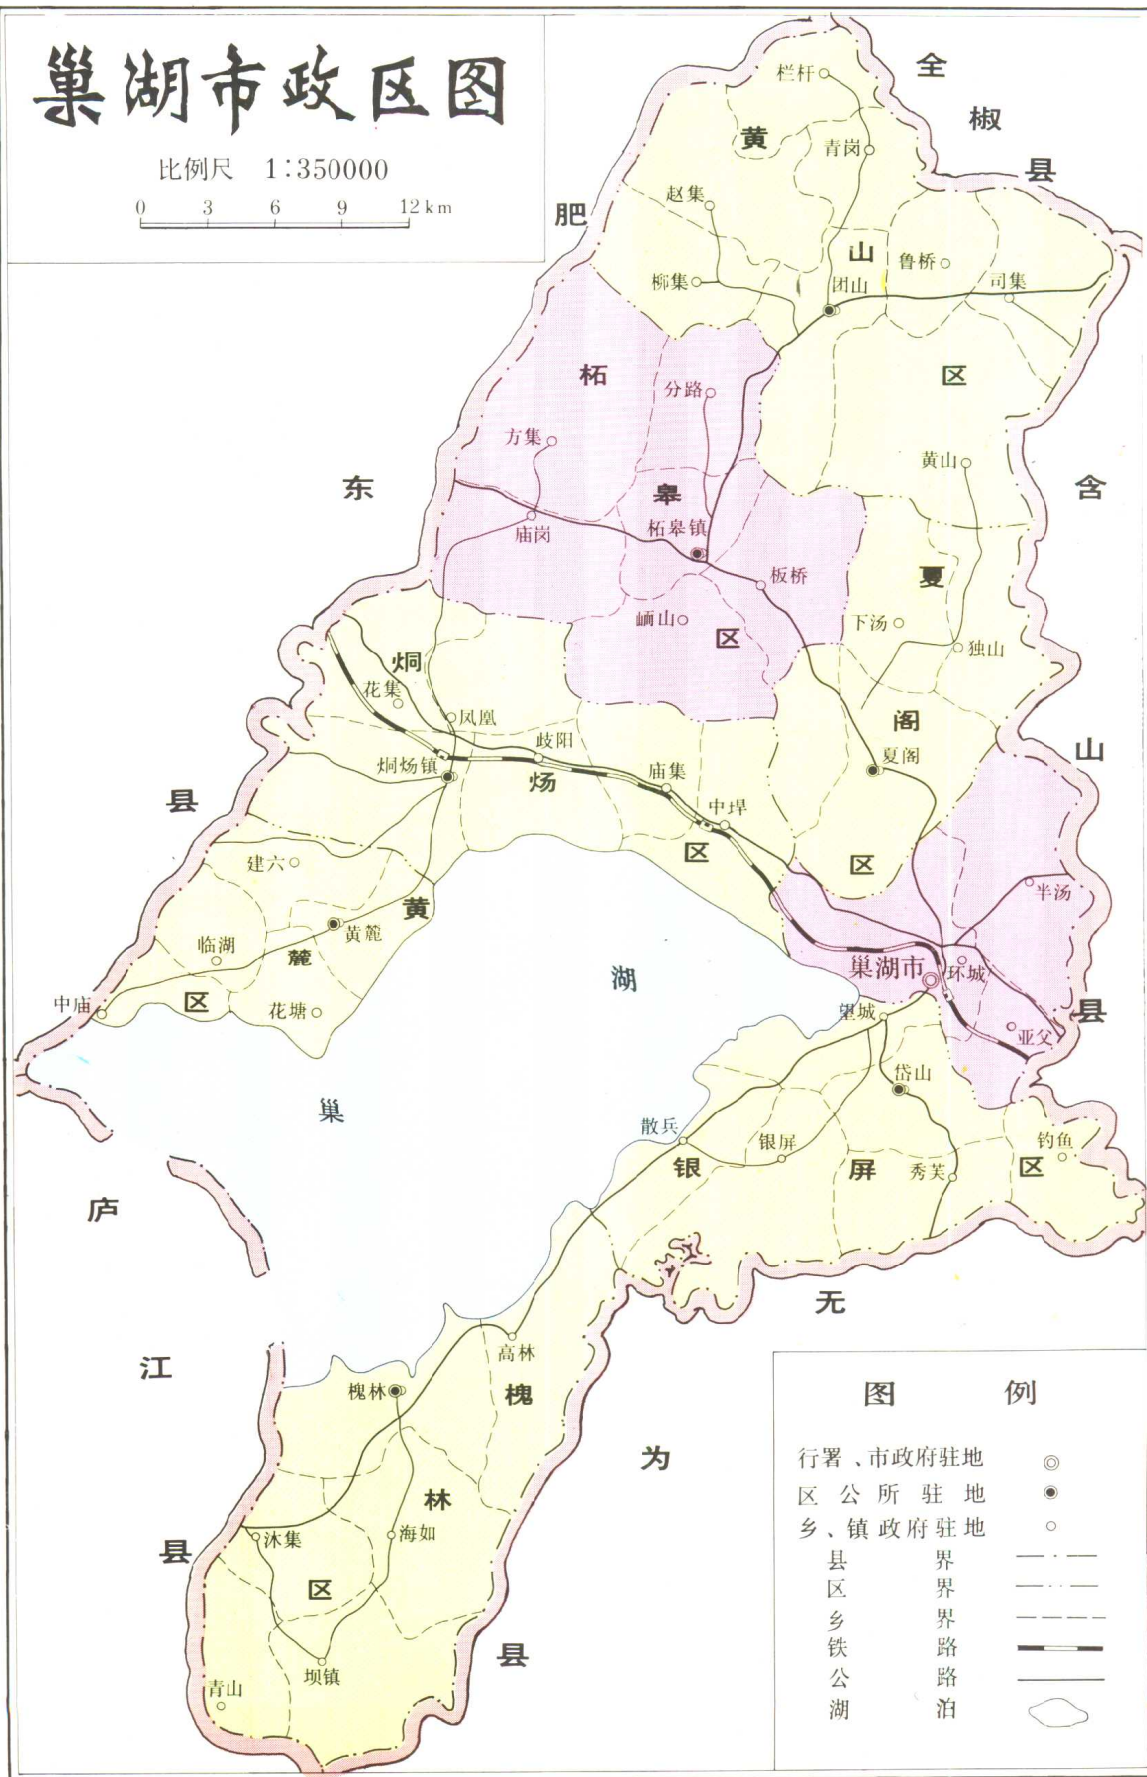 巢湖市政区图
比例尺 1:350000
0 3 6 9 12 km
全
椒
县
肥
东
县
含
山
县
庐
江
县
无
为
县
栏杆
黄
青岗
赵集
山
鲁桥
柳集
团山
司集
区
柘
分路
方集
黄山
皋
柘皋镇
庙岗
板桥
夏
下汤
独山
区
烔
花集
凤凰
阁
歧阳
夏阁
烔炀镇
炀
庙集
中垾
区
区
建六
半汤
黄
黄麓
临湖
麓
区
花塘
中庙
湖
巢
巢湖市
环城
望城
亚父
岱山
散兵
银屏
银
屏
秀芙
钓鱼
区
高林
槐林
槐
林
沐集
海如
区
坝镇
青山
图 例
行署、市政府驻地
区公所驻地
乡、镇政府驻地
县界
区界
乡界
铁路
公路
湖泊